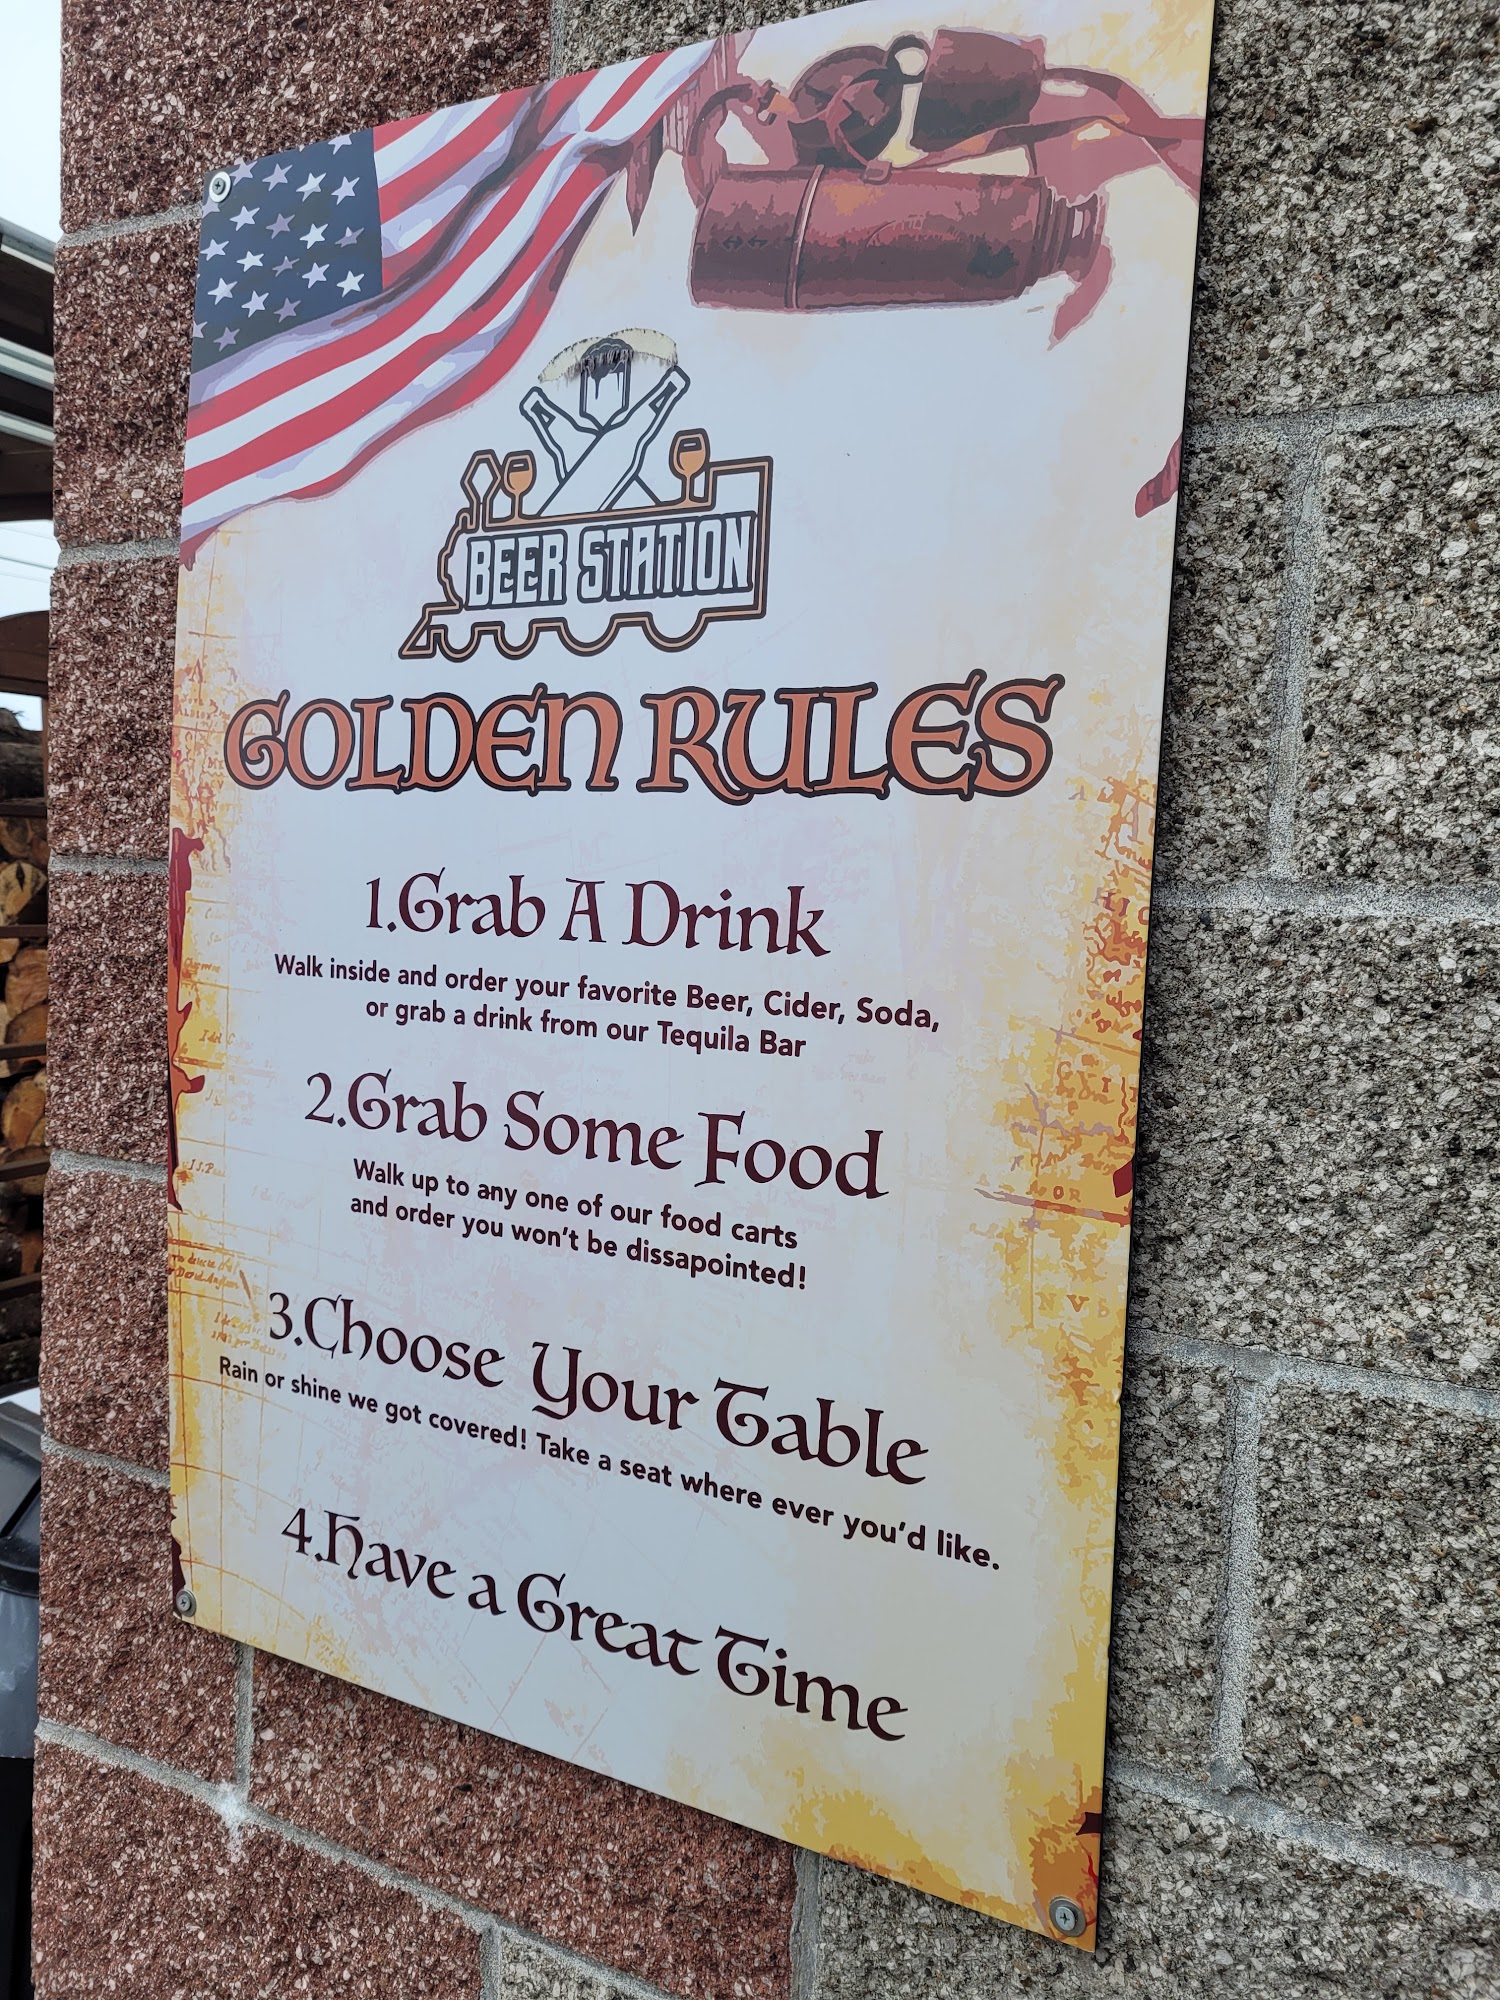 BEER STATION
GOLDEN RULES
1.Grab A Drink
Walk inside and order your favorite Beer, Cider, Soda,
or grab a drink from our Tequila Bar
2.Grab Some Food
Walk up to any one of our food carts
and order you won't be dissapointed!
3.Choose Your Table
Rain or shine we got covered! Take a seat where ever you'd like.
4.Have a Great Time